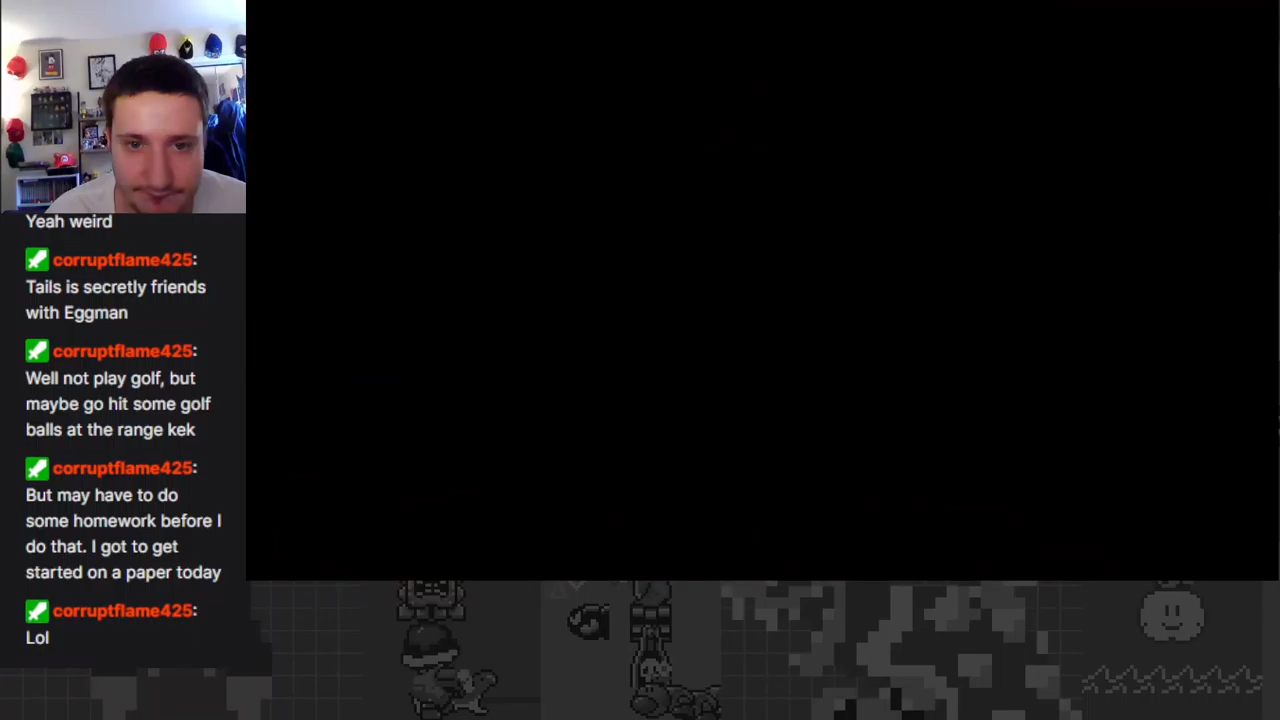 Yeah weird
corruptflame425:
Tails is secretly friends
with Eggman
corruptflame425:
Well not play golf, but
maybe go hit some golf
balls at the range kek
corruptflame425:
But may have to do
some homework before I
do that. I got to get
started on a paper today
corruptflame425:
Lol